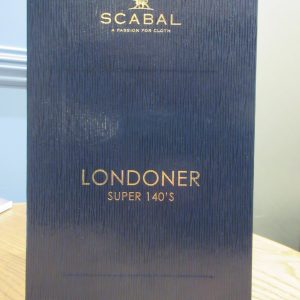 SCABAL
A PASSION FOR CLOTH
LONDONER
SUPER 140'S